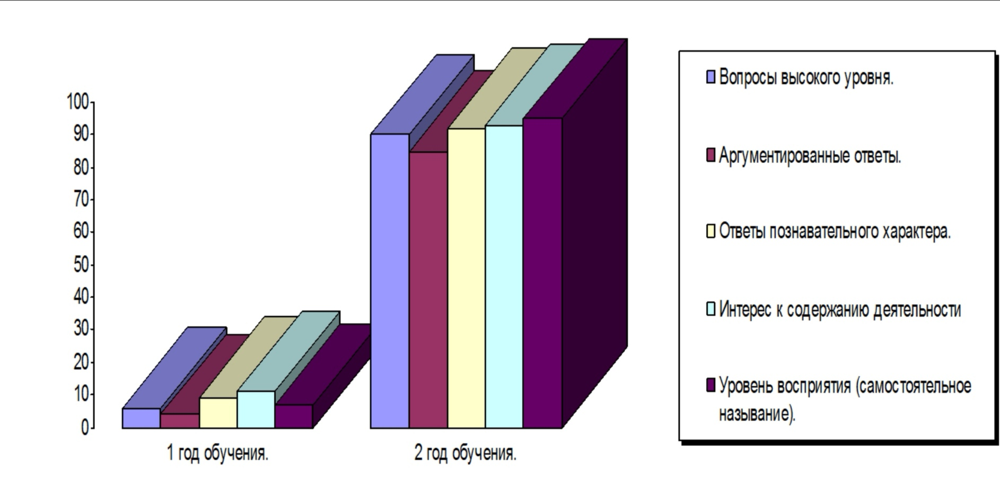 100
90
80
70
60
50
40
30
20
10
0
1 год обучения.
2 год обучения.
Вопросы высокого уровня.
Аргументированные ответы.
Ответы познавательного характера.
Интерес к содержанию деятельности
Уровень восприятия (самостоятельное
называние).